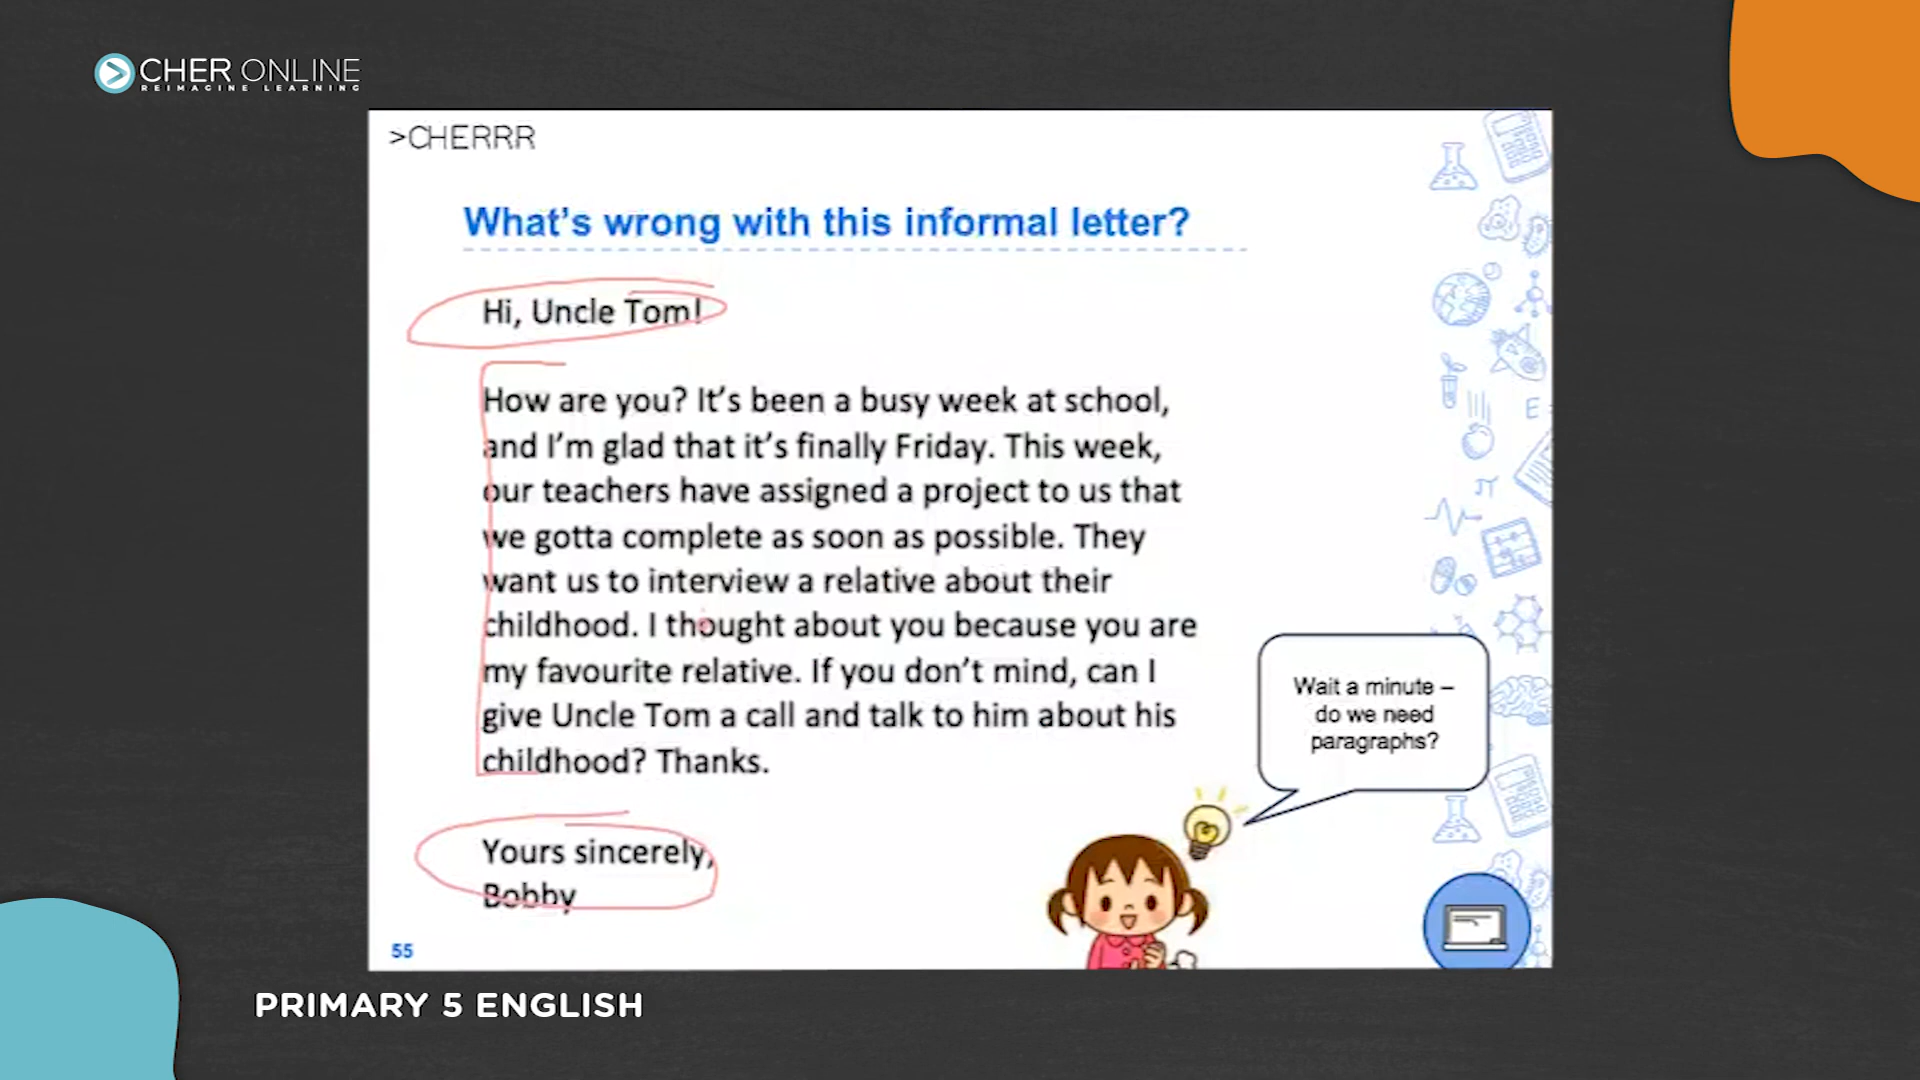 CHER ONLINE
REIMAGINE LEARNING
>CHERRR
What's wrong with this informal letter?
Hi, Uncle Tom!
How are you? It's been a busy week at school,
and I'm glad that it's finally Friday. This week,
our teachers have assigned a project to us that
we gotta complete as soon as possible. They
want us to interview a relative about their
childhood. I thought about you because you are
my favourite relative. If you don't mind, can I
give Uncle Tom a call and talk to him about his
childhood? Thanks.
Wait a minute –
do we need
paragraphs?
Yours sincerely,
Bobby
55
PRIMARY 5 ENGLISH